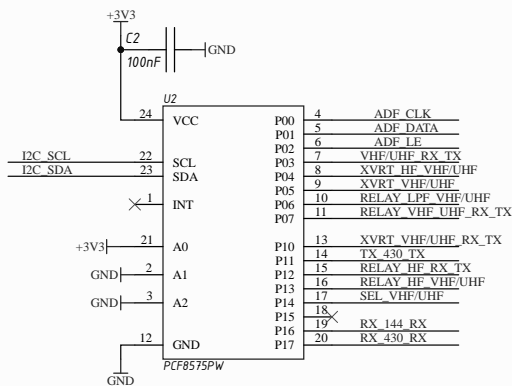 +3V3
C2
100nF
GND
U2
24 VCC P00 4 ADF_CLK
P01 5 ADF_DATA
P02 6 ADF_LE
I2C_SCL 22 SCL P03 7 VHF/UHF_RX_TX
I2C_SDA 23 SDA P04 8 XVRT_HF_VHF/UHF
P05 9 XVRT_VHF/UHF
1 INT P06 10 RELAY_LPF_VHF/UHF
P07 11 RELAY_VHF_UHF_RX_TX
+3V3 21 A0 P10 13 XVRT_VHF/UHF_RX_TX
P11 14 TX_430_TX
GND 2 A1 P12 15 RELAY_HF_RX_TX
P13 16 RELAY_HF_VHF/UHF
GND 3 A2 P14 17 SEL_VHF/UHF
P15 18
P16 19 RX_144_RX
12 GND P17 20 RX_430_RX
PCF8575PW
GND